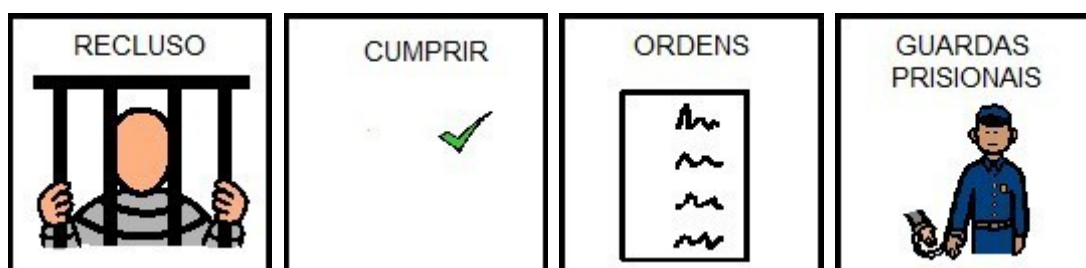 RECLUSO
CUMPRIR
ORDENS
GUARDAS
PRISIONAIS